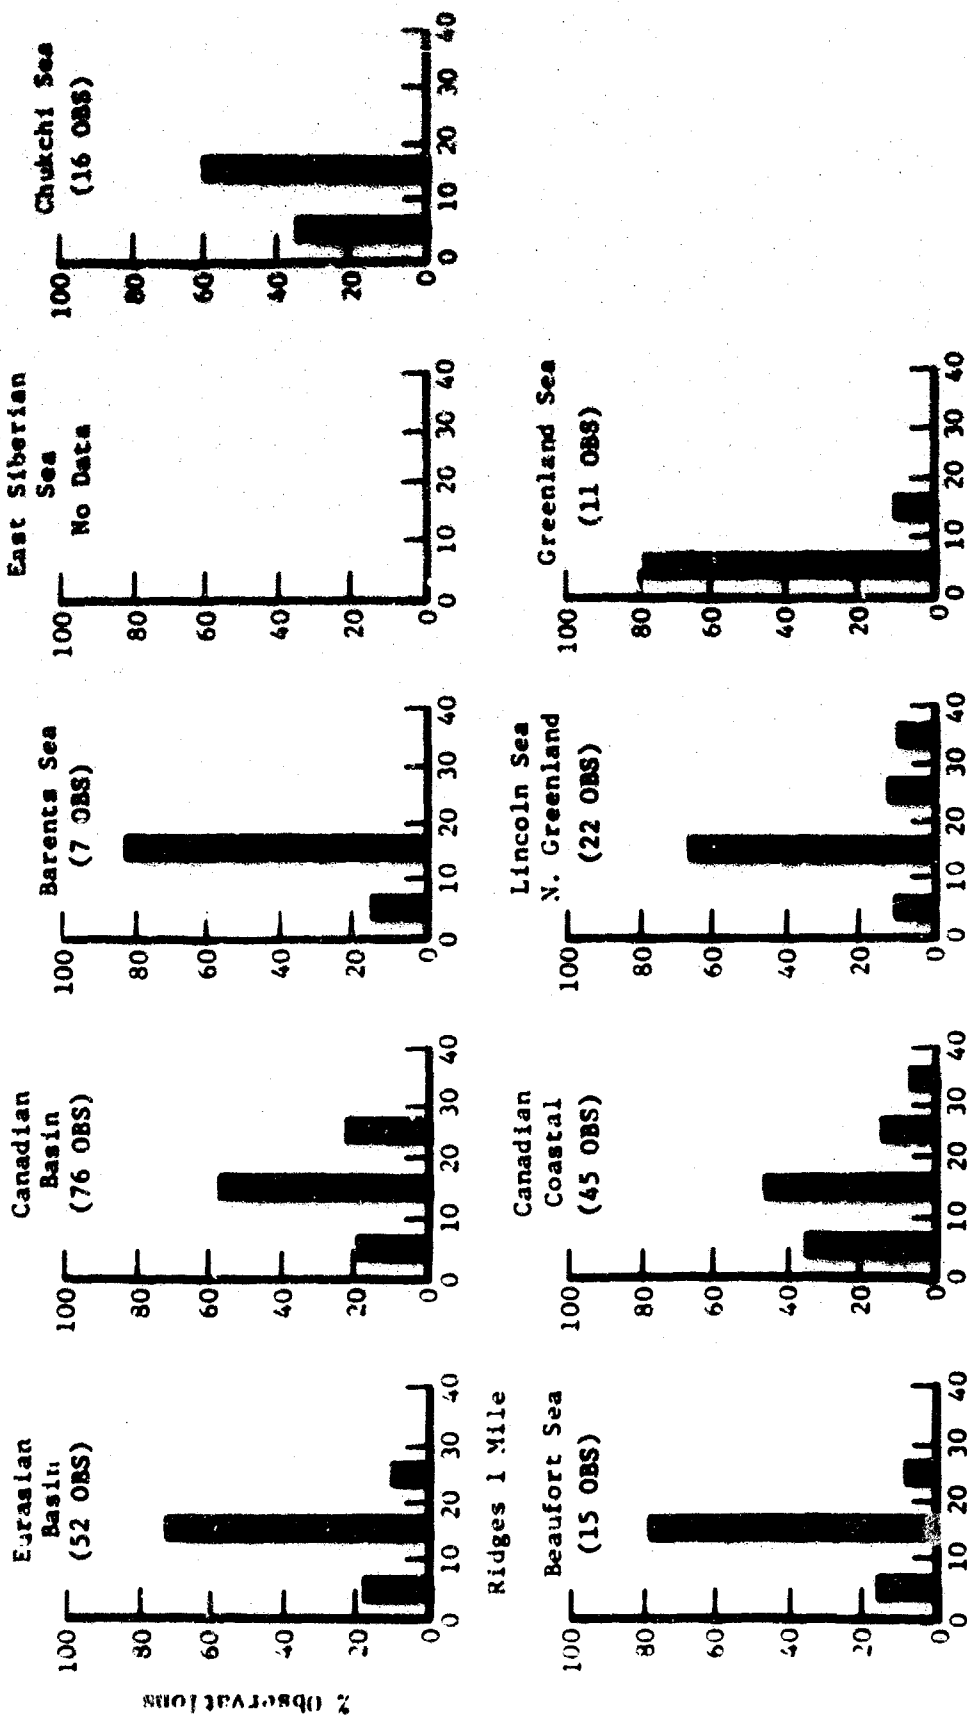 % Observations
Eurasian
Basin
(52 OBS)
100
80
60
40
20
0
0 10 20 30 40
Canadian
Basin
(76 OBS)
100
80
60
40
20
0
0 10 20 30 40
Barents Sea
(7 OBS)
100
80
60
40
20
0
0 10 20 30 40
East Siberian
Sea
No Data
100
80
60
40
20
0
0 10 20 30 40
Chukchi Sea
(16 OBS)
100
80
60
40
20
0
0 10 20 30 40
Ridges 1 Mile
Beaufort Sea
(15 OBS)
100
80
60
40
20
0
0 10 20 30 40
Canadian
Coastal
(45 OBS)
100
80
60
40
20
0
0 10 20 30 40
Lincoln Sea
N. Greenland
(22 OBS)
100
80
60
40
20
0
0 10 20 30 40
Greenland Sea
(11 OBS)
100
80
60
40
20
0
0 10 20 30 40